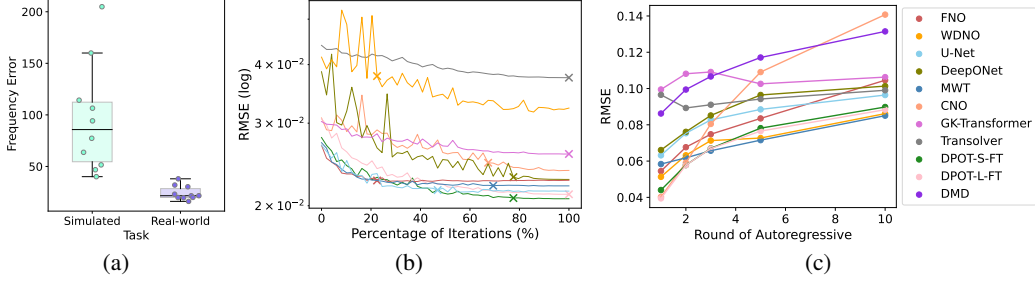 200
150
100
50
Frequency Error
Simulated Real-world
Task
(a)
4 × 10⁻²
3 × 10⁻²
2 × 10⁻²
RMSE (log)
0 20 40 60 80 100
Percentage of Iterations (%)
(b)
0.14
0.12
0.10
0.08
0.06
0.04
RMSE
2 4 6 8 10
Round of Autoregressive
(c)
FNO
WDNO
U-Net
DeepONet
MWT
CNO
GK-Transformer
Transolver
DPOT-S-FT
DPOT-L-FT
DMD